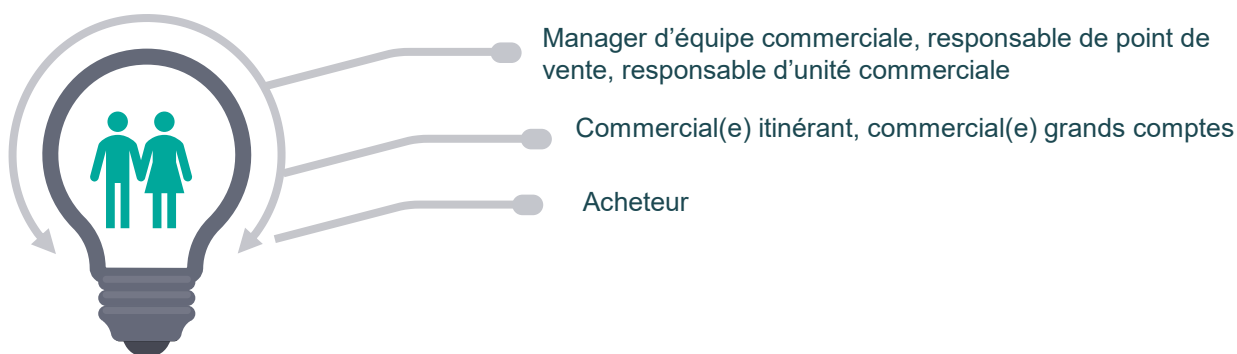 Manager d’équipe commerciale, responsable de point de
vente, responsable d’unité commerciale
Commercial(e) itinérant, commercial(e) grands comptes
Acheteur